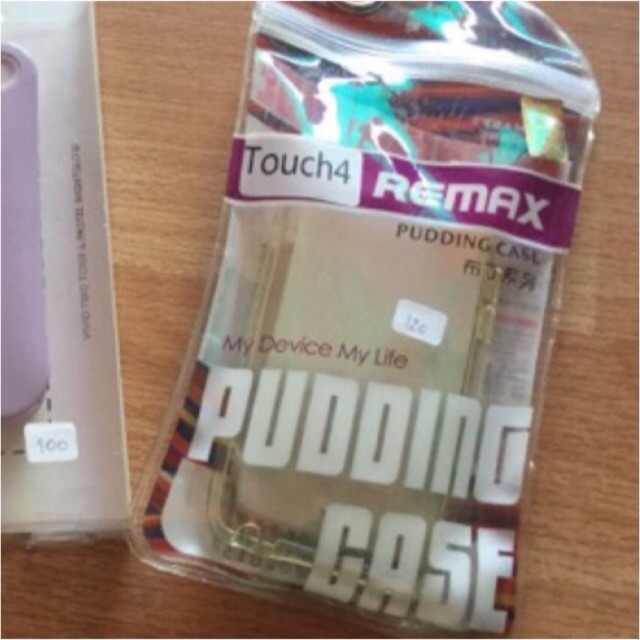 Touch4
REMAX
PUDDING CASE
布丁系列
120
My Device My Life
PUDDING
CASE
100